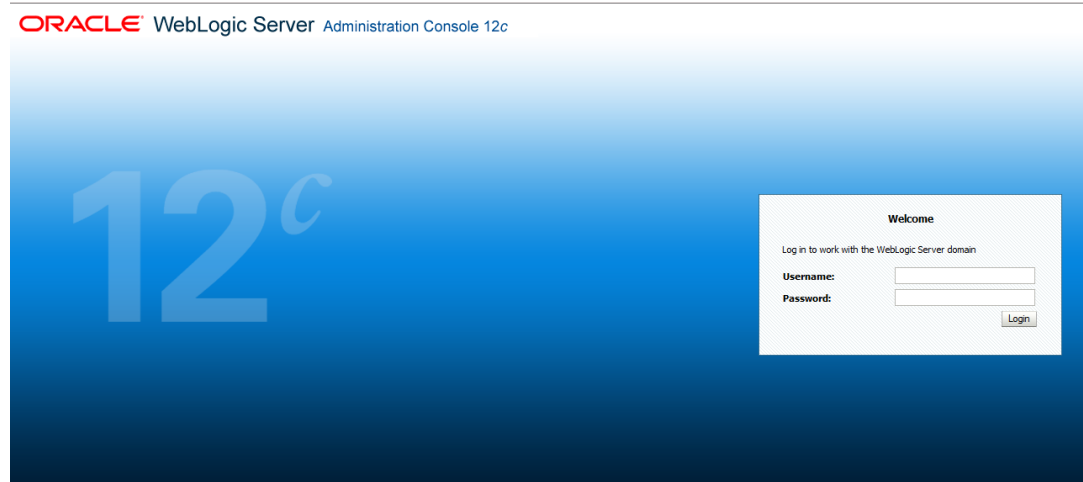 ORACLE WebLogic Server Administration Console 12c
12c
Welcome
Log in to work with the WebLogic Server domain
Username:
Password:
Login